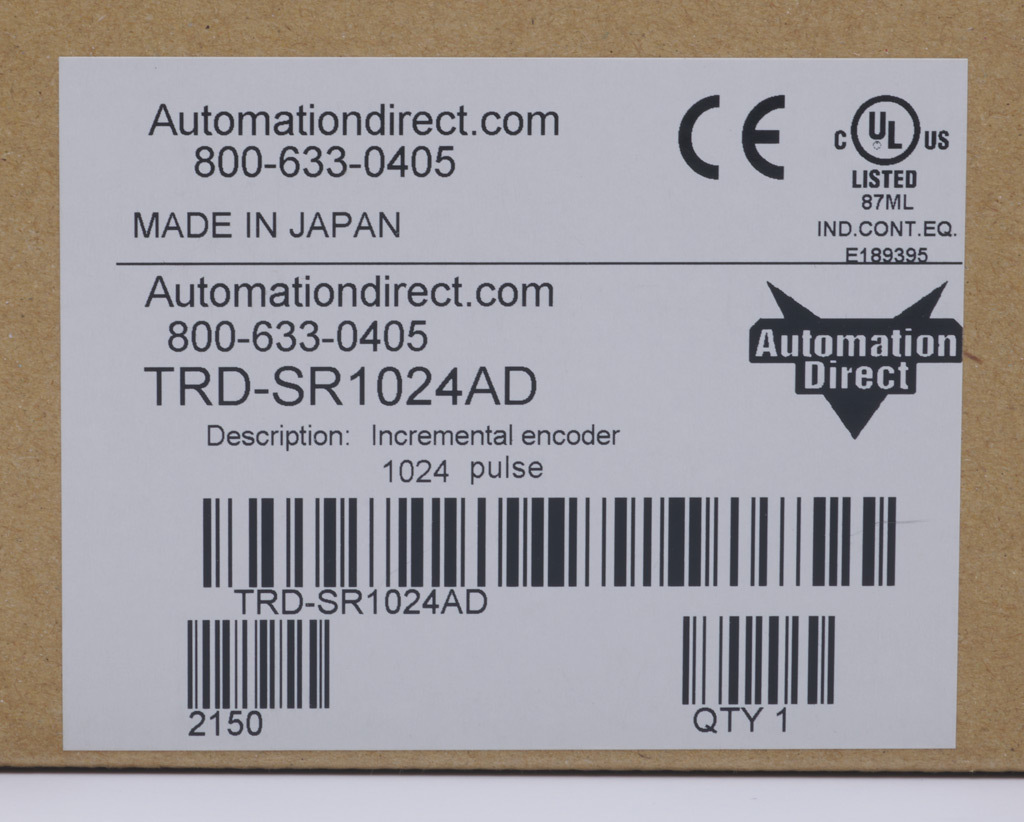 Automationdirect.com
800-633-0405
MADE IN JAPAN
CE
C UL US
LISTED
87ML
IND.CONT.EQ.
E189395
Automationdirect.com
800-633-0405
TRD-SR1024AD
Description: Incremental encoder
1024 pulse
Automation
Direct
TRD-SR1024AD
2150
QTY 1